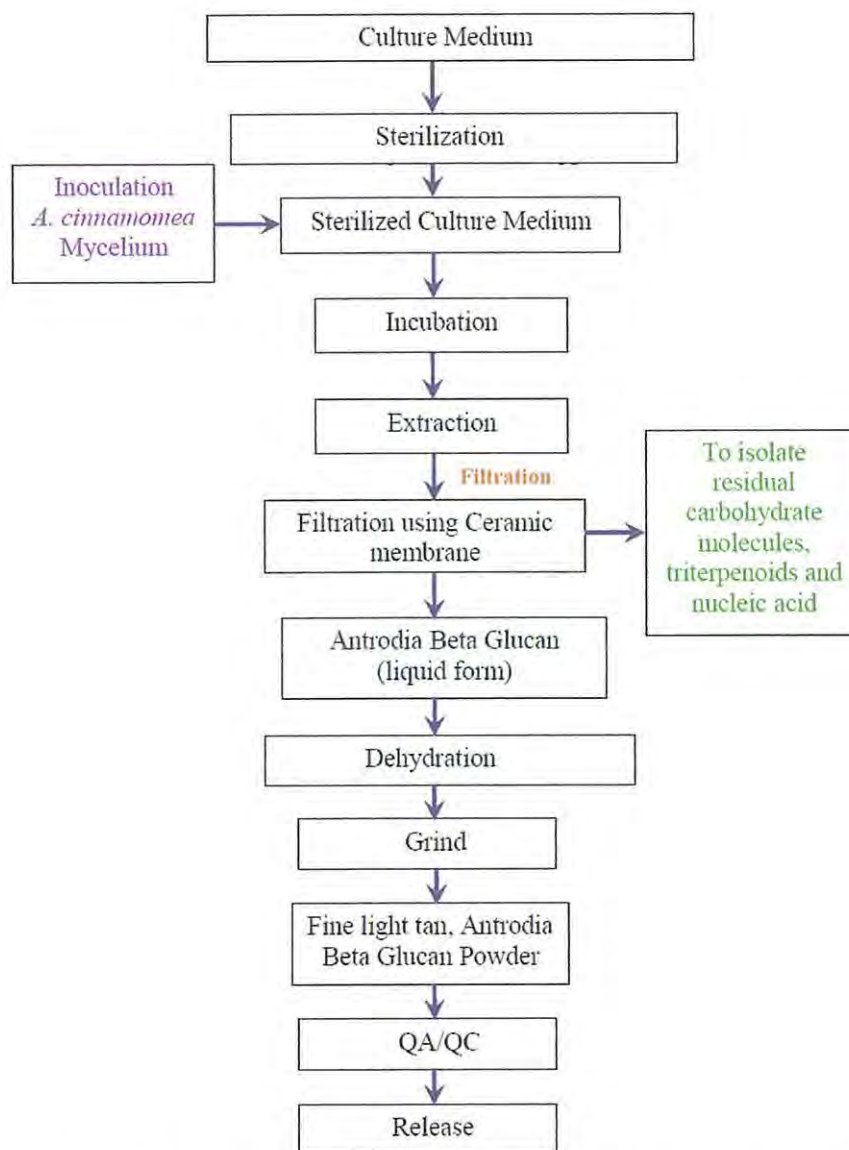 Culture Medium
Sterilization
Inoculation
A. cinnamomea
Mycelium
Sterilized Culture Medium
Incubation
Extraction
Filtration
Filtration using Ceramic
membrane
To isolate
residual
carbohydrate
molecules,
triterpenoids and
nucleic acid
Antrodia Beta Glucan
(liquid form)
Dehydration
Grind
Fine light tan, Antrodia
Beta Glucan Powder
QA/QC
Release